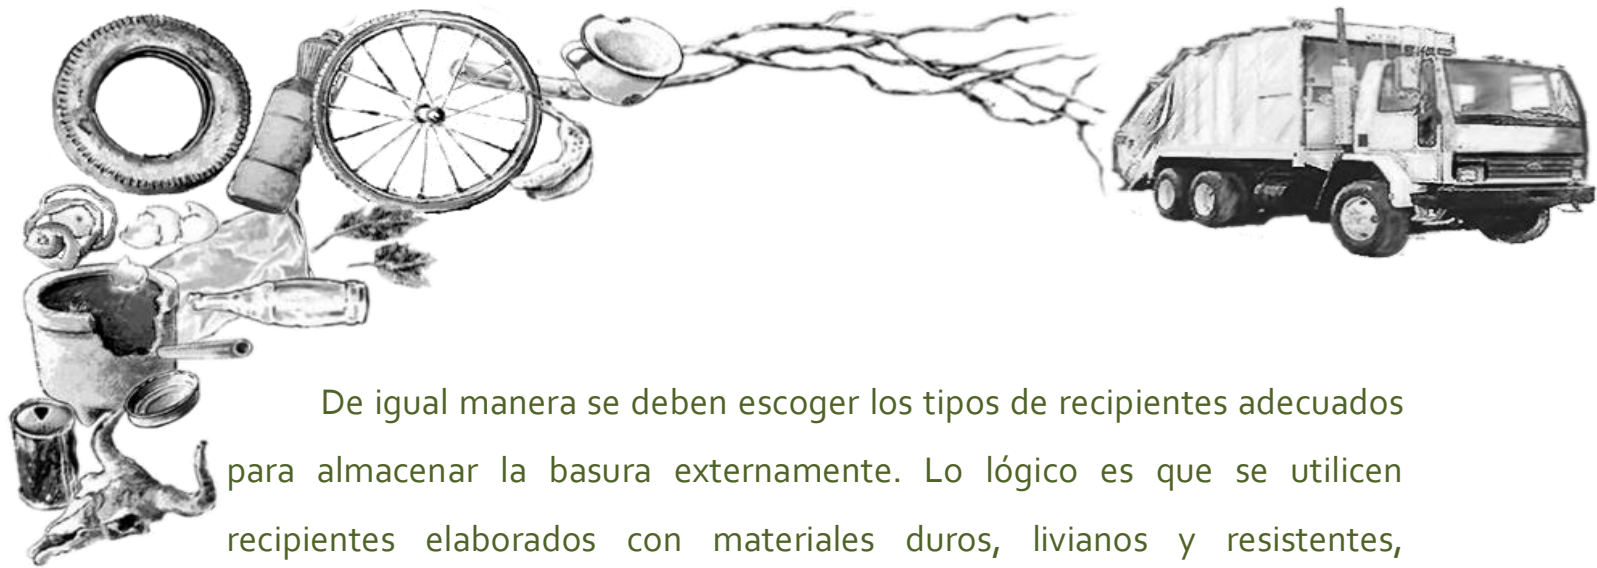 De igual manera se deben escoger los tipos de recipientes adecuados
para almacenar la basura externamente. Lo lógico es que se utilicen
recipientes elaborados con materiales duros, livianos y resistentes,